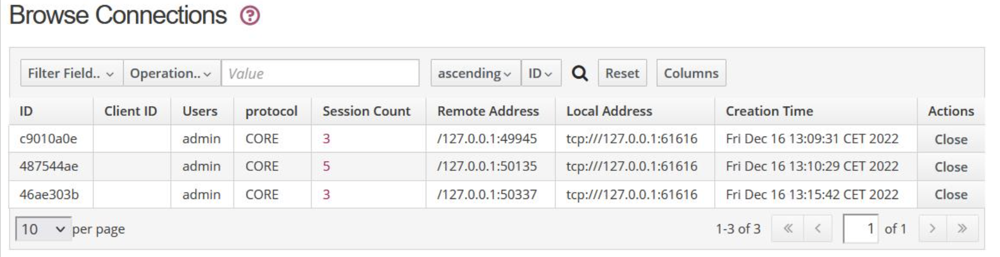 Browse Connections ?
Filter Field.. Operation.. Value ascending ID Reset Columns
ID Client ID Users protocol Session Count Remote Address Local Address Creation Time Actions
c9010a0e admin CORE 3 /127.0.0.1:49945 tcp:///127.0.0.1:61616 Fri Dec 16 13:09:31 CET 2022 Close
487544ae admin CORE 5 /127.0.0.1:50135 tcp:///127.0.0.1:61616 Fri Dec 16 13:10:29 CET 2022 Close
46ae303b admin CORE 3 /127.0.0.1:50337 tcp:///127.0.0.1:61616 Fri Dec 16 13:15:42 CET 2022 Close
10 per page 1-3 of 3 « ‹ 1 of 1 › »